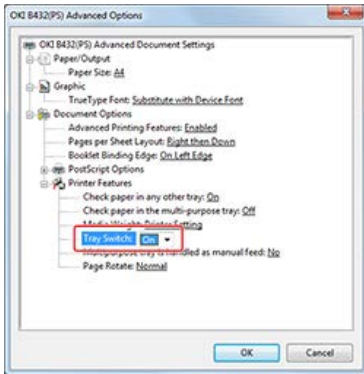 OKI B432(PS) Advanced Options
OKI B432(PS) Advanced Document Settings
Paper/Output
Paper Size: A4
Graphic
TrueType Font: Substitute with Device Font
Document Options
Advanced Printing Features: Enabled
Pages per Sheet Layout: Right then Down
Booklet Binding Edge: On Left Edge
PostScript Options
Printer Features
Check paper in any other tray: On
Check paper in the multi-purpose tray: Off
Media Weight: Printer Setting
Tray Switch: On
Multipurpose tray is handled as manual feed: No
Page Rotate: Normal
OK Cancel